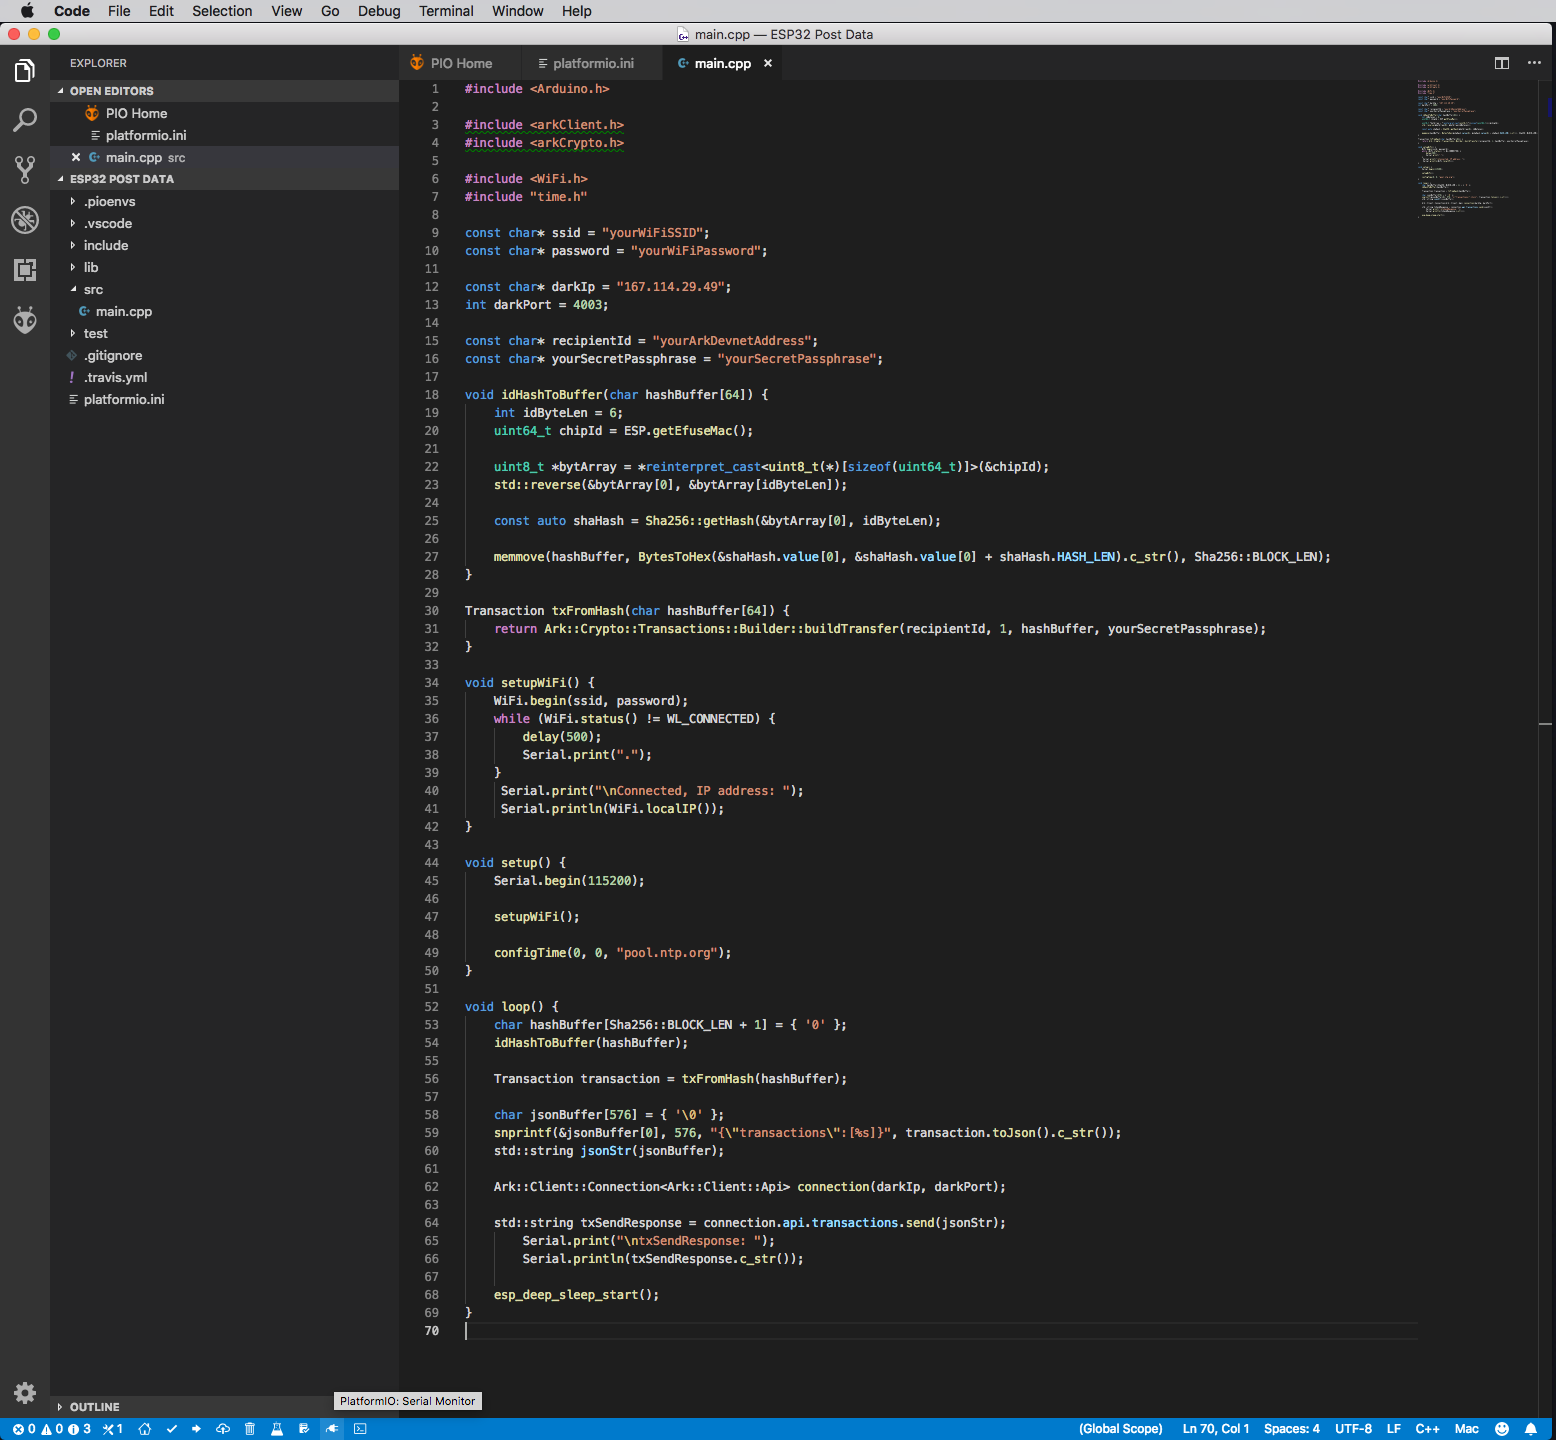 Code File Edit Selection View Go Debug Terminal Window Help
main.cpp — ESP32 Post Data
EXPLORER
OPEN EDITORS
PIO Home
platformio.ini
main.cpp src
ESP32 POST DATA
.pioenvs
.vscode
include
lib
src
main.cpp
test
.gitignore
.travis.yml
platformio.ini
OUTLINE
PIO Home platformio.ini main.cpp
1 #include <Arduino.h>
2
3 #include <arkClient.h>
4 #include <arkCrypto.h>
5
6 #include <WiFi.h>
7 #include "time.h"
8
9 const char* ssid = "yourWiFiSSID";
10 const char* password = "yourWiFiPassword";
11
12 const char* darkIp = "167.114.29.49";
13 int darkPort = 4003;
14
15 const char* recipientId = "yourArkDevnetAddress";
16 const char* yourSecretPassphrase = "yourSecretPassphrase";
17
18 void idHashToBuffer(char hashBuffer[64]) {
19     int idByteLen = 6;
20     uint64_t chipId = ESP.getEfuseMac();
21
22     uint8_t *bytArray = *reinterpret_cast<uint8_t(*)[sizeof(uint64_t)]>(&chipId);
23     std::reverse(&bytArray[0], &bytArray[idByteLen]);
24
25     const auto shaHash = Sha256::getHash(&bytArray[0], idByteLen);
26
27     memmove(hashBuffer, BytesToHex(&shaHash.value[0], &shaHash.value[0] + shaHash.HASH_LEN).c_str(), Sha256::BLOCK_LEN);
28 }
29
30 Transaction txFromHash(char hashBuffer[64]) {
31     return Ark::Crypto::Transactions::Builder::buildTransfer(recipientId, 1, hashBuffer, yourSecretPassphrase);
32 }
33
34 void setupWiFi() {
35     WiFi.begin(ssid, password);
36     while (WiFi.status() != WL_CONNECTED) {
37         delay(500);
38         Serial.print(".");
39     }
40      Serial.print("\nConnected, IP address: ");
41      Serial.println(WiFi.localIP());
42 }
43
44 void setup() {
45     Serial.begin(115200);
46
47     setupWiFi();
48
49     configTime(0, 0, "pool.ntp.org");
50 }
51
52 void loop() {
53     char hashBuffer[Sha256::BLOCK_LEN + 1] = { '0' };
54     idHashToBuffer(hashBuffer);
55
56     Transaction transaction = txFromHash(hashBuffer);
57
58     char jsonBuffer[576] = { '\0' };
59     snprintf(&jsonBuffer[0], 576, "{\"transactions\":[%s]}", transaction.toJson().c_str());
60     std::string jsonStr(jsonBuffer);
61
62     Ark::Client::Connection<Ark::Client::Api> connection(darkIp, darkPort);
63
64     std::string txSendResponse = connection.api.transactions.send(jsonStr);
65         Serial.print("\ntxSendResponse: ");
66         Serial.println(txSendResponse.c_str());
67
68     esp_deep_sleep_start();
69 }
70
PlatformIO: Serial Monitor
0 0 3 1 (Global Scope) Ln 70, Col 1 Spaces: 4 UTF-8 LF C++ Mac